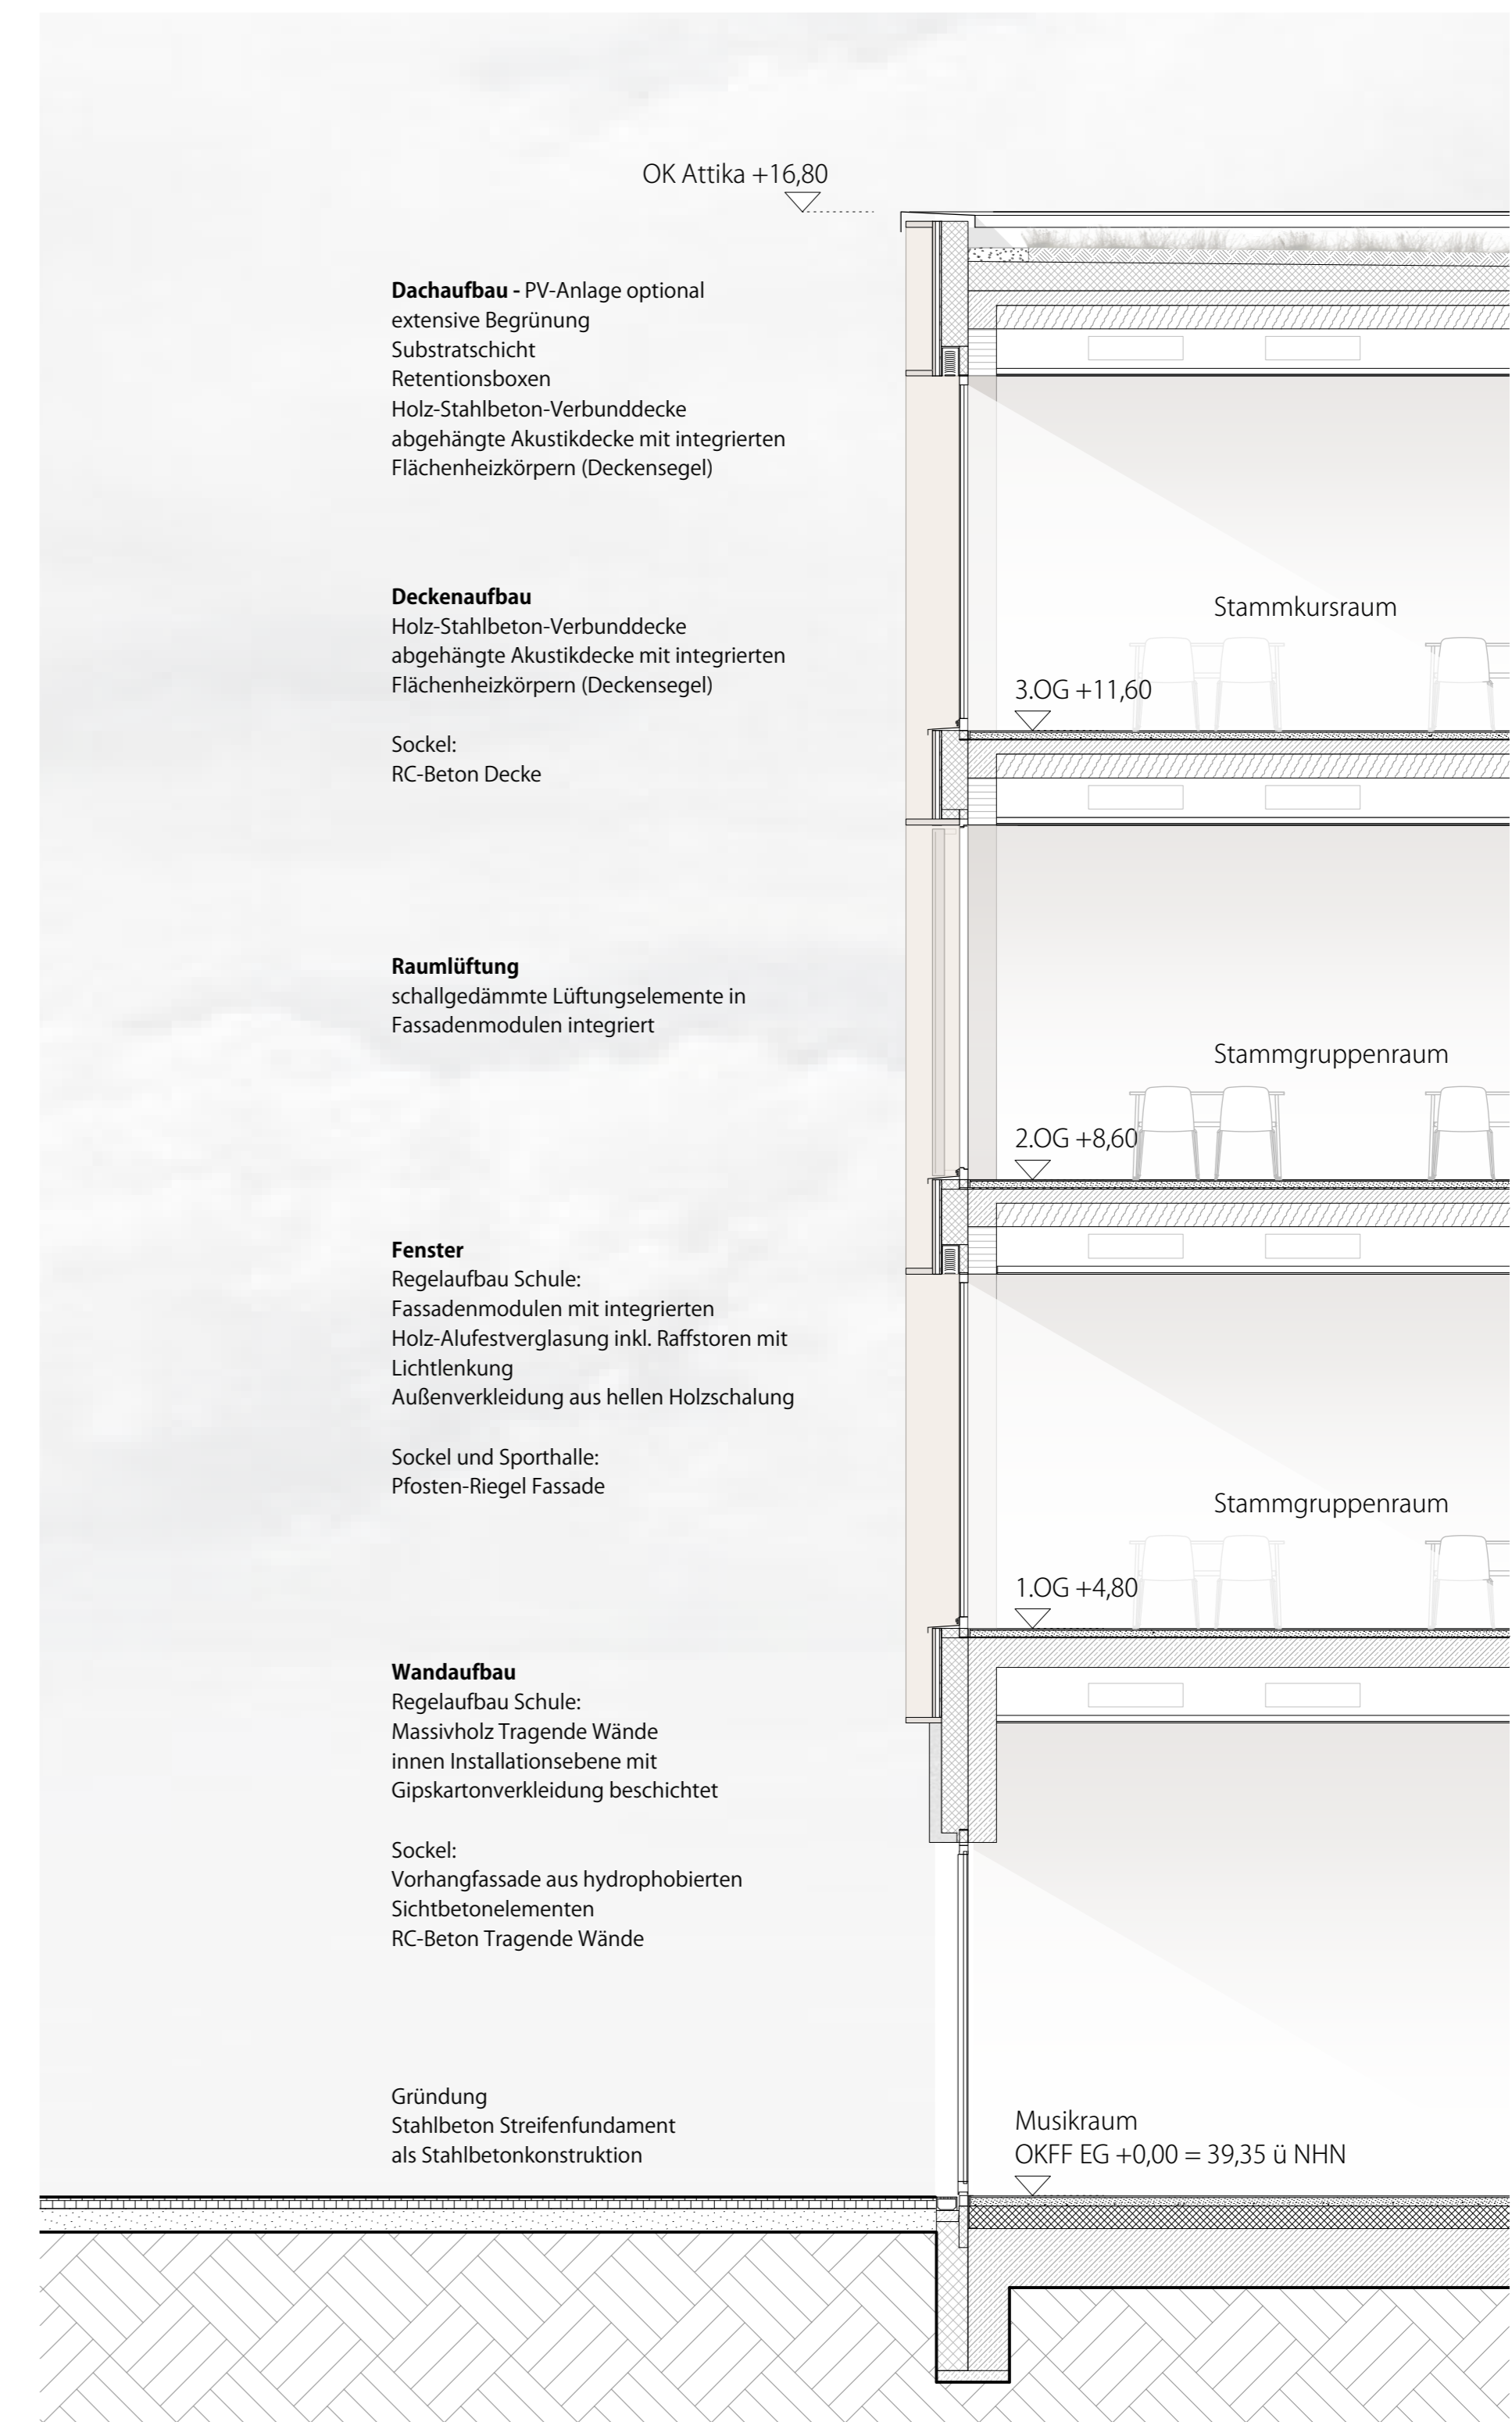 OK Attika +16,80
Dachaufbau - PV-Anlage optional
extensive Begrünung
Substratschicht
Retentionsboxen
Holz-Stahlbeton-Verbunddecke
abgehängte Akustikdecke mit integrierten
Flächenheizkörpern (Deckensegel)
Deckenaufbau
Holz-Stahlbeton-Verbunddecke
abgehängte Akustikdecke mit integrierten
Flächenheizkörpern (Deckensegel)
Sockel:
RC-Beton Decke
Stammkursraum
3.OG +11,60
Raumlüftung
schallgedämmte Lüftungselemente in
Fassadenmodulen integriert
Stammgruppenraum
2.OG +8,60
Fenster
Regelaufbau Schule:
Fassadenmodulen mit integrierten
Holz-Alufestverglasung inkl. Raffstoren mit
Lichtlenkung
Außenverkleidung aus hellen Holzschalung
Sockel und Sporthalle:
Pfosten-Riegel Fassade
Stammgruppenraum
1.OG +4,80
Wandaufbau
Regelaufbau Schule:
Massivholz Tragende Wände
innen Installationsebene mit
Gipskartonverkleidung beschichtet
Sockel:
Vorhangfassade aus hydrophobierten
Sichtbetonelementen
RC-Beton Tragende Wände
Gründung
Stahlbeton Streifenfundament
als Stahlbetonkonstruktion
Musikraum
OKFF EG +0,00 = 39,35 ü NHN